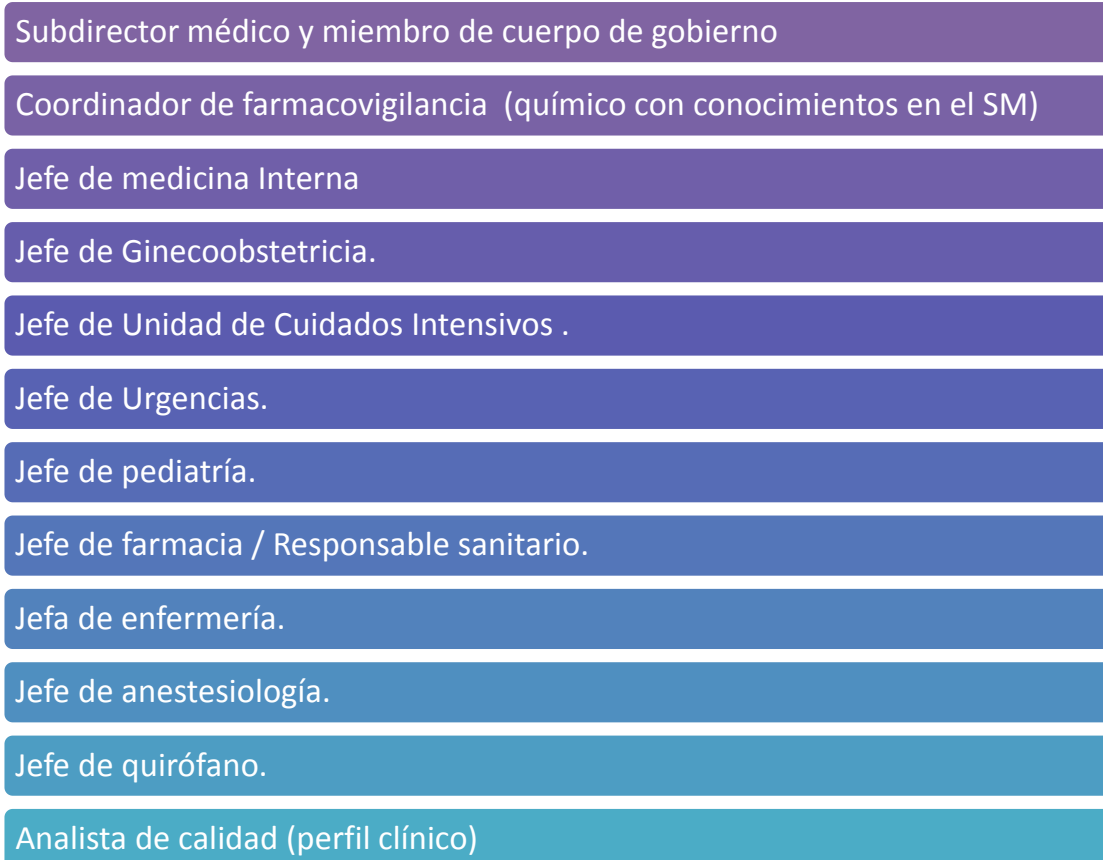 Subdirector médico y miembro de cuerpo de gobierno
Coordinador de farmacovigilancia (químico con conocimientos en el SM)
Jefe de medicina Interna
Jefe de Ginecoobstetricia.
Jefe de Unidad de Cuidados Intensivos .
Jefe de Urgencias.
Jefe de pediatría.
Jefe de farmacia / Responsable sanitario.
Jefa de enfermería.
Jefe de anestesiología.
Jefe de quirófano.
Analista de calidad (perfil clínico)